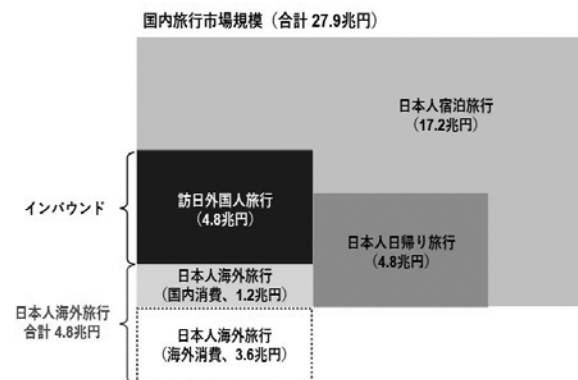 国内旅行市場規模（合計 27.9兆円）
日本人宿泊旅行
（17.2兆円）
インバウンド
訪日外国人旅行
（4.8兆円）
日本人日帰り旅行
（4.8兆円）
日本人海外旅行
合計 4.8兆円
日本人海外旅行
（国内消費、1.2兆円）
日本人海外旅行
（海外消費、3.6兆円）